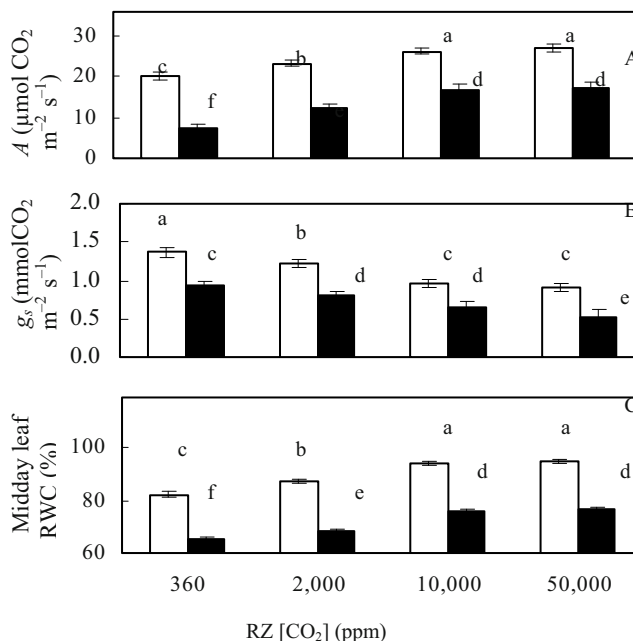 30
20
10
0
A (µmol CO2
m−2 s−1)
c
f
b
e
a
d
a
d
A
2.0
1.5
1.0
0.5
0.0
gs (mmolCO2
m−2 s−1)
a
c
b
d
c
d
c
e
B
100
80
60
Midday leaf
RWC (%)
c
f
b
e
a
d
a
d
C
360 2,000 10,000 50,000
RZ [CO2] (ppm)